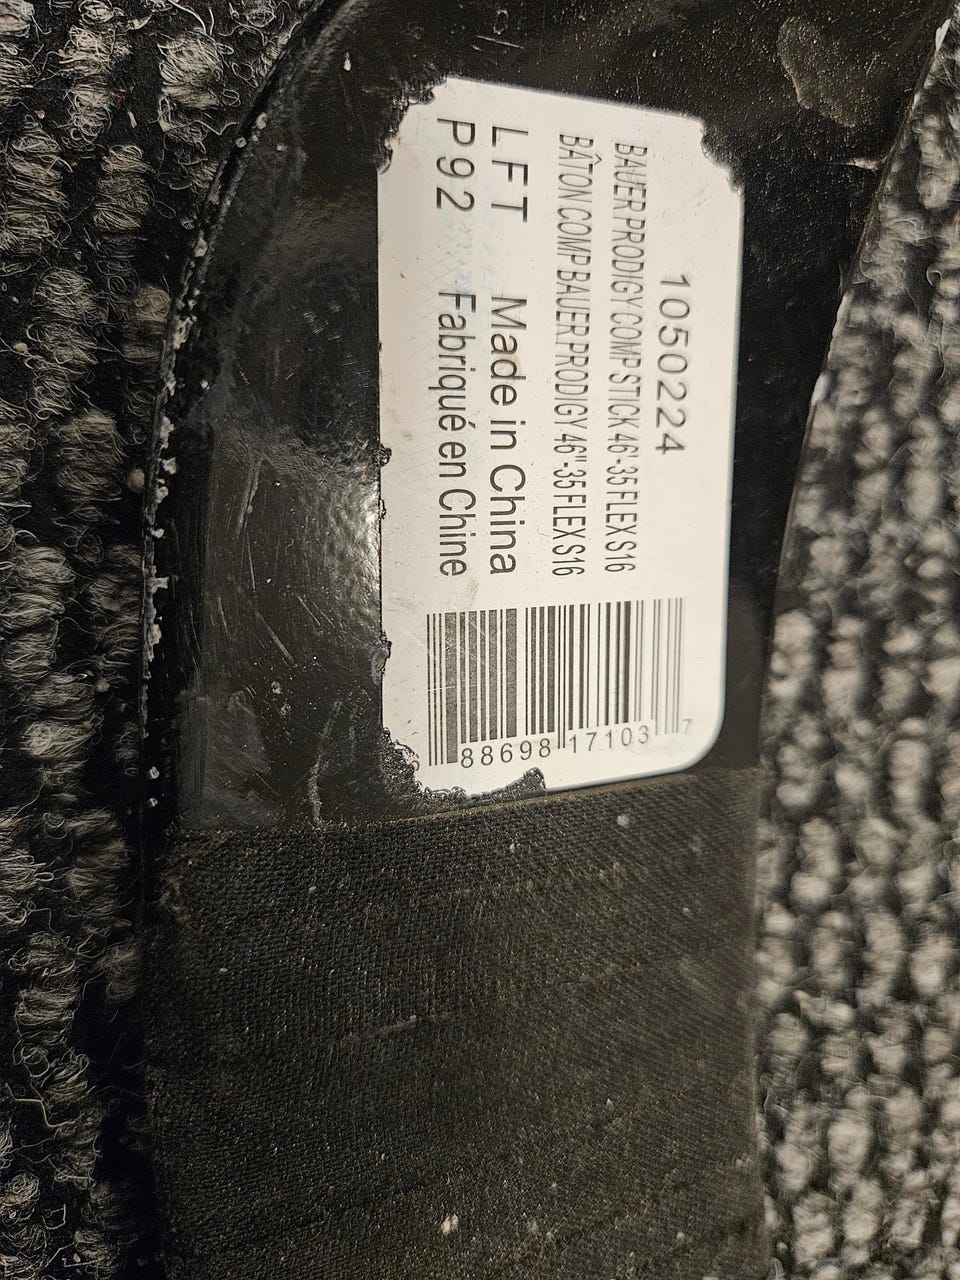 1050224
BAUER PRODIGY COMP STICK 46"-35 FLEX S16
BÂTON COMP BAUER PRODIGY 46"-35 FLEX S16
LFT Made in China
P92 Fabriqué en Chine
88698 17103 7